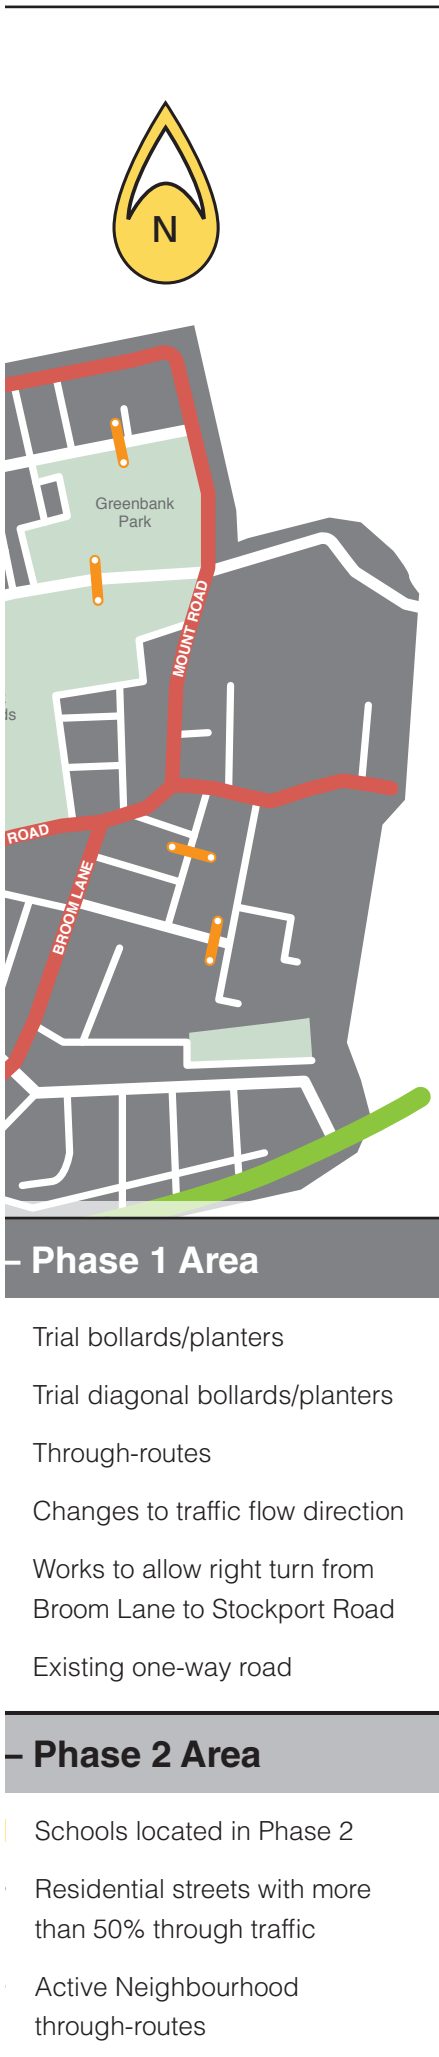 N
Greenbank
Park
MOUNT ROAD
ds
ROAD
BROOM LANE
– Phase 1 Area
Trial bollards/planters
Trial diagonal bollards/planters
Through-routes
Changes to traffic flow direction
Works to allow right turn from
Broom Lane to Stockport Road
Existing one-way road
– Phase 2 Area
Schools located in Phase 2
Residential streets with more
than 50% through traffic
Active Neighbourhood
through-routes